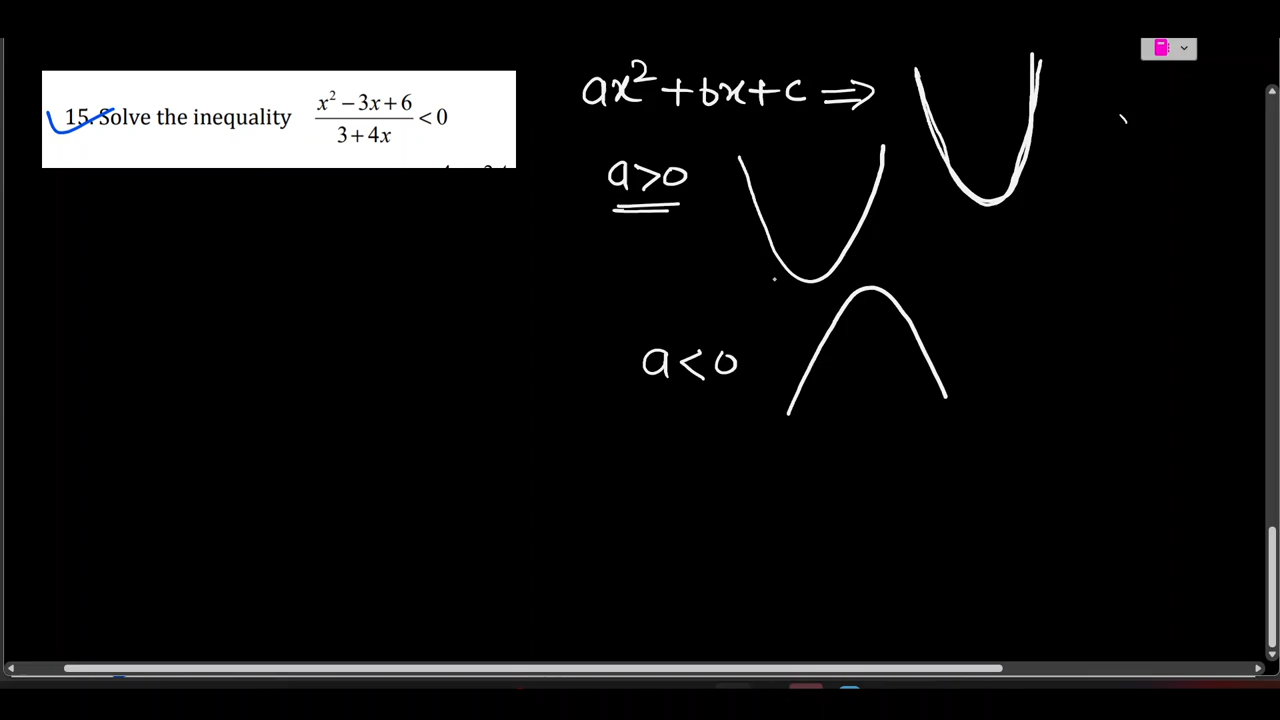 15. Solve the inequality (x² − 3x + 6)/(3 + 4x) < 0
ax² + bx + c ⇒
a > 0
a < 0